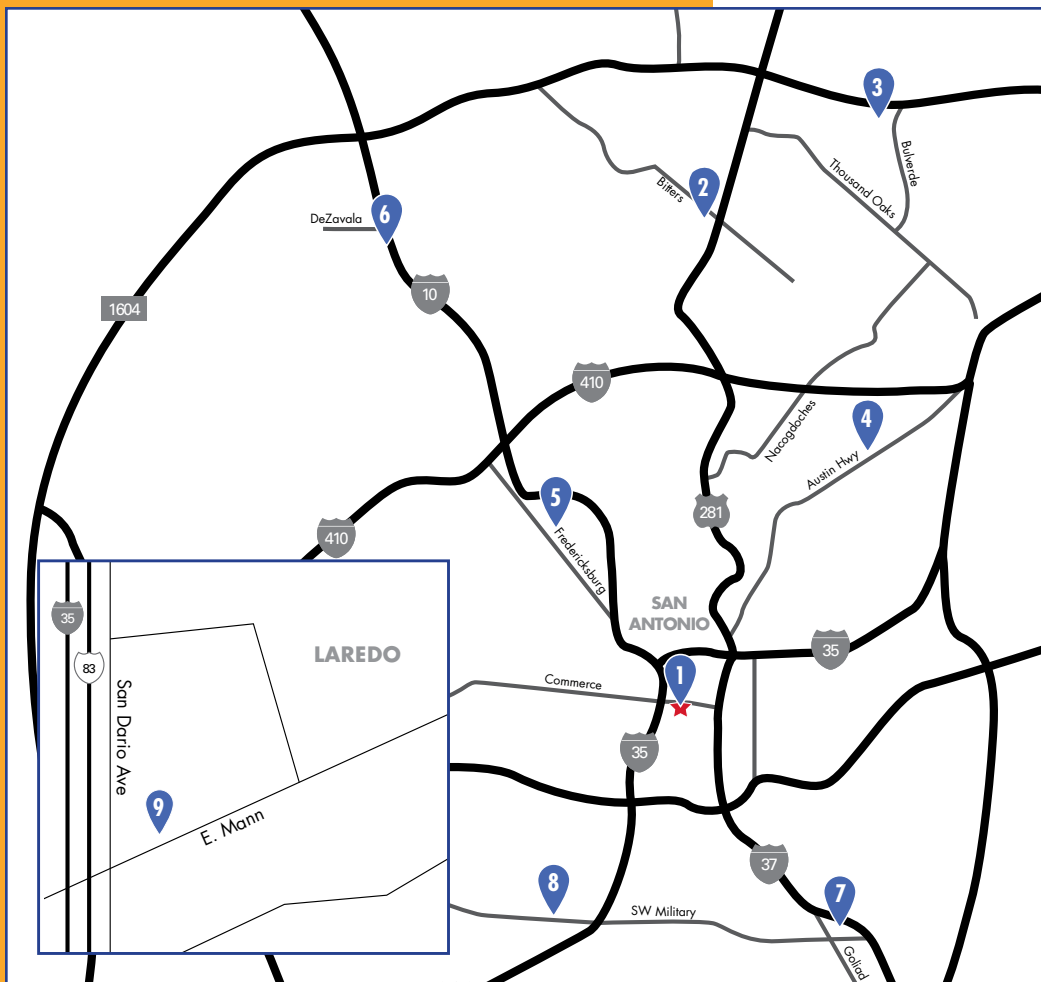 3
Bulverde
Thousand Oaks
2
Bitters
DeZavala
6
10
1604
410
4
Nacogdoches
Austin Hwy
5
281
410
Fredericksburg
SAN
ANTONIO
35
35
LAREDO
83
1
Commerce
San Dario Ave
35
9
E. Mann
37
8
7
SW Military
Goliad